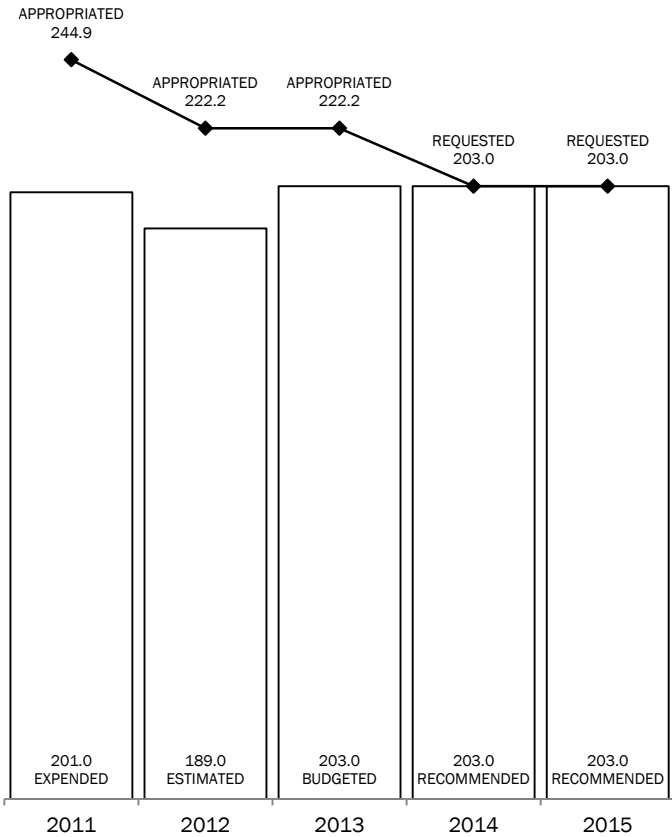 APPROPRIATED
244.9
APPROPRIATED
222.2
APPROPRIATED
222.2
REQUESTED
203.0
REQUESTED
203.0
201.0
EXPENDED
189.0
ESTIMATED
203.0
BUDGETED
203.0
RECOMMENDED
203.0
RECOMMENDED
2011
2012
2013
2014
2015